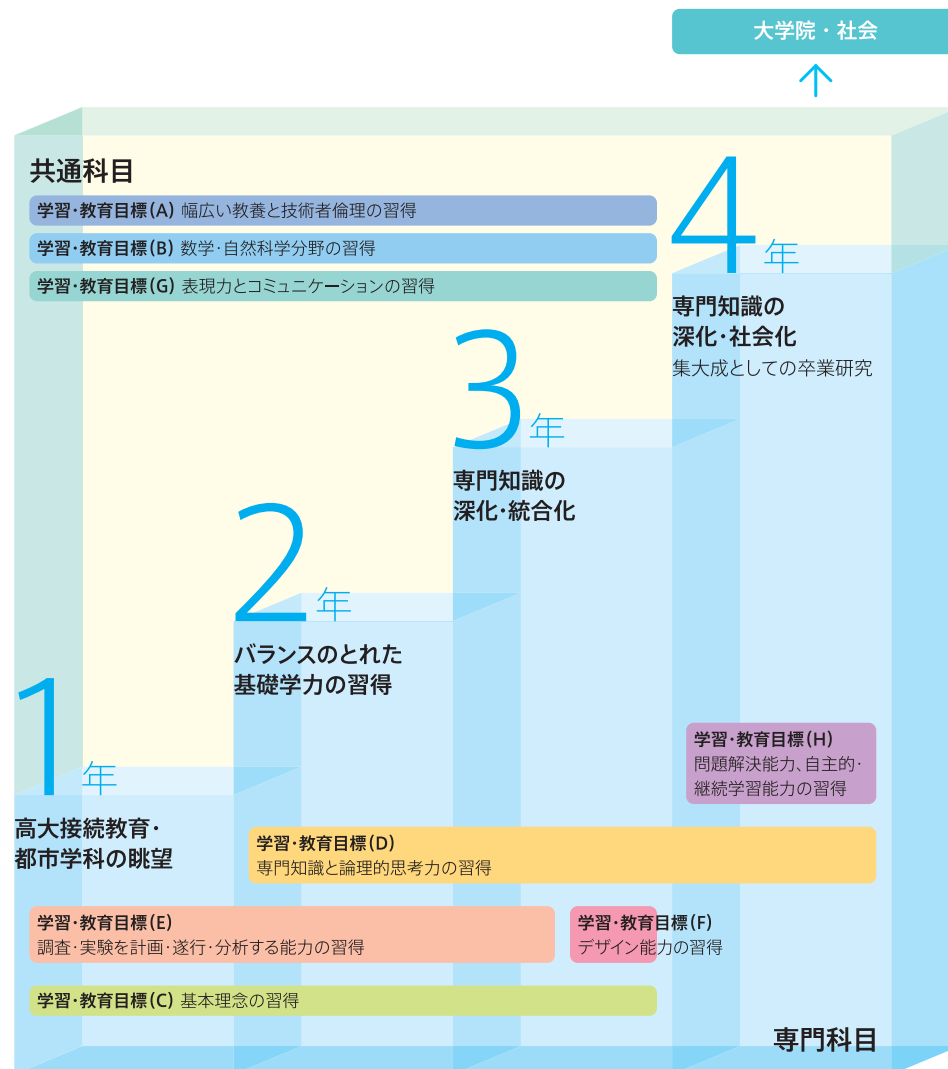 大学院・社会
共通科目
学習・教育目標(A) 幅広い教養と技術者倫理の習得
学習・教育目標(B) 数学・自然科学分野の習得
学習・教育目標(G) 表現力とコミュニケーションの習得
4年
専門知識の
深化・社会化
集大成としての卒業研究
3年
専門知識の
深化・統合化
2年
バランスのとれた
基礎学力の習得
1年
高大接続教育・
都市学科の眺望
学習・教育目標(H)
問題解決能力、自主的・
継続学習能力の習得
学習・教育目標(D)
専門知識と論理的思考力の習得
学習・教育目標(E)
調査・実験を計画・遂行・分析する能力の習得
学習・教育目標(F)
デザイン能力の習得
学習・教育目標(C) 基本理念の習得
専門科目